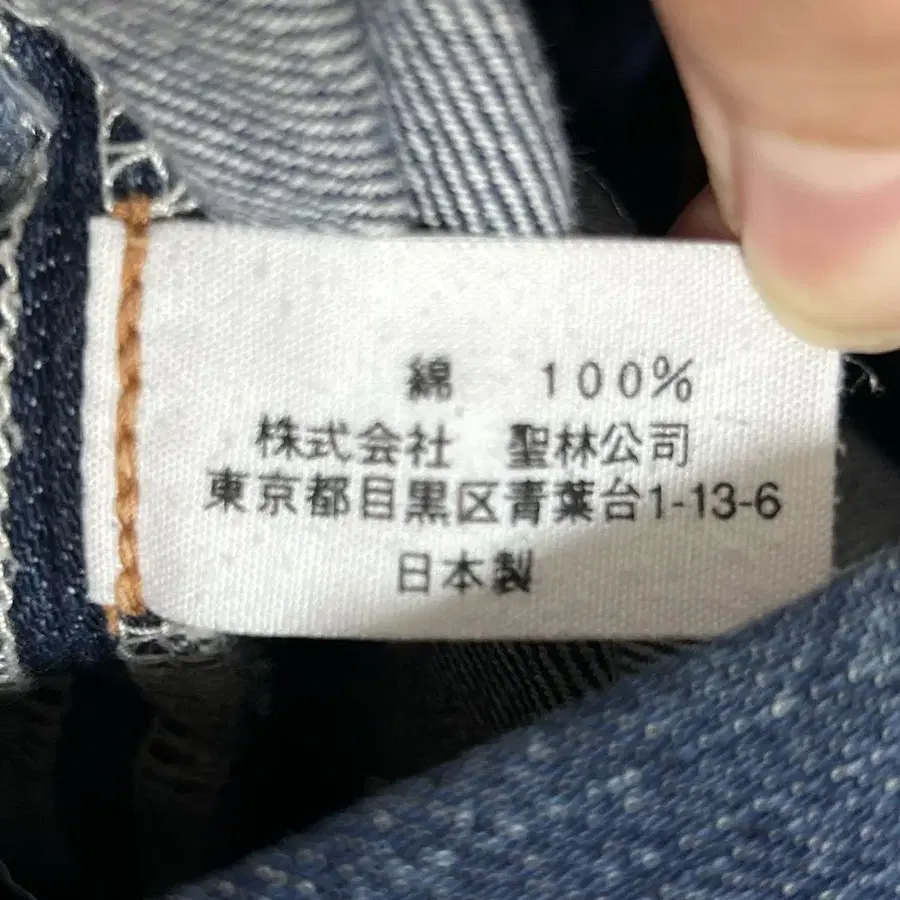 綿 100%
株式会社 聖林公司
東京都目黒区青葉台1-13-6
日本製